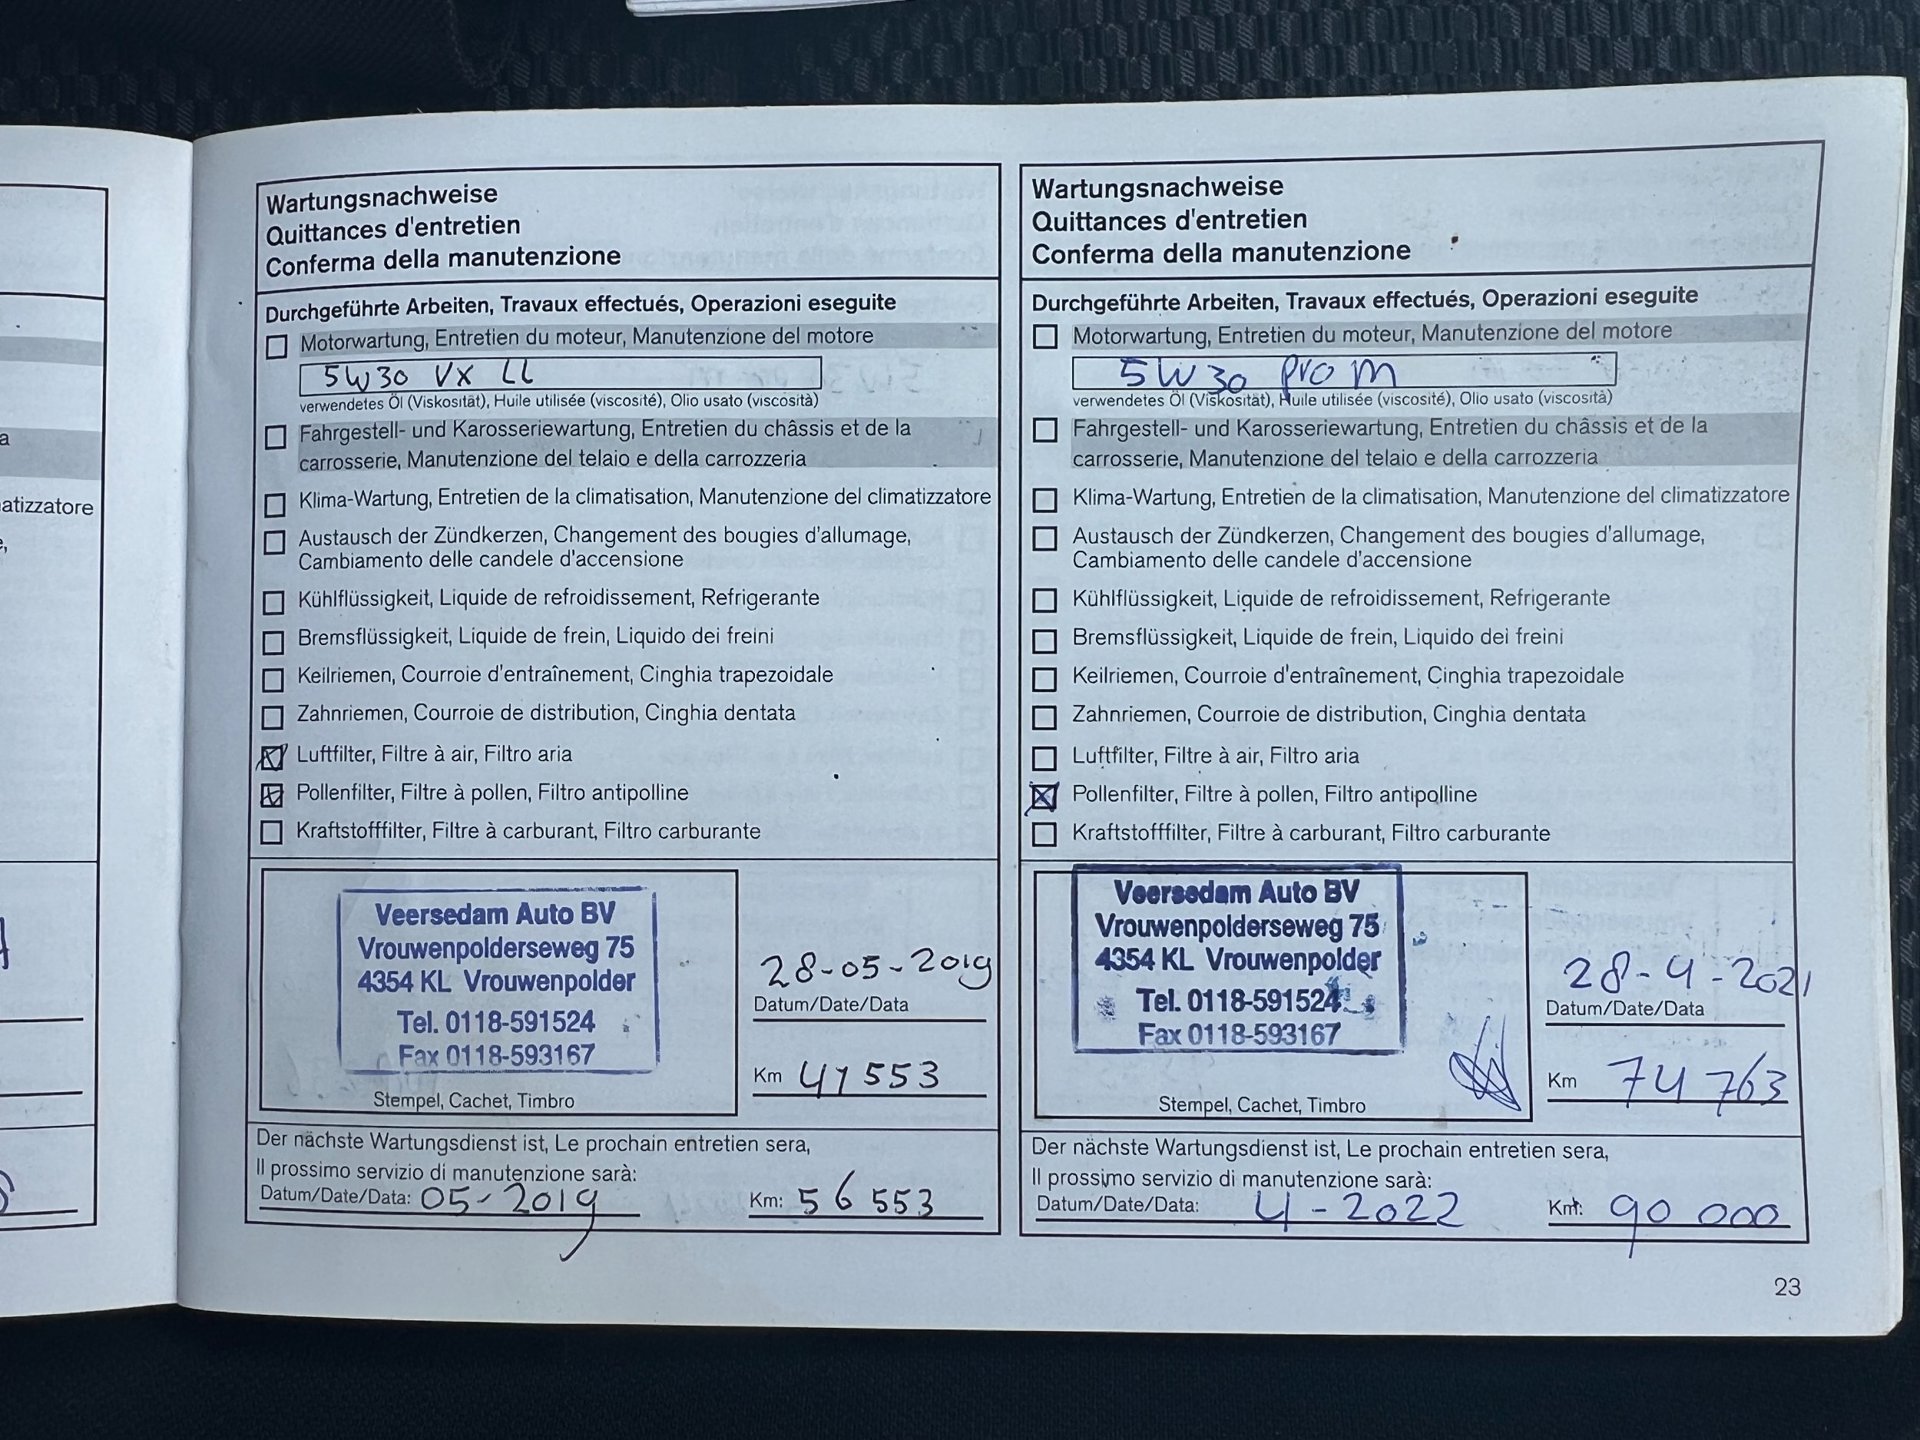 a
atizzatore
e,
Wartungsnachweise
Quittances d'entretien
Conferma della manutenzione
Durchgeführte Arbeiten, Travaux effectués, Operazioni eseguite
Motorwartung, Entretien du moteur, Manutenzione del motore
5W30 VX LL
verwendetes Öl (Viskosität), Huile utilisée (viscosité), Olio usato (viscosità)
Fahrgestell- und Karosseriewartung, Entretien du châssis et de la
carrosserie, Manutenzione del telaio e della carrozzeria
Klima-Wartung, Entretien de la climatisation, Manutenzione del climatizzatore
Austausch der Zündkerzen, Changement des bougies d'allumage,
Cambiamento delle candele d'accensione
Kühlflüssigkeit, Liquide de refroidissement, Refrigerante
Bremsflüssigkeit, Liquide de frein, Liquido dei freini
Keilriemen, Courroie d'entraînement, Cinghia trapezoidale
Zahnriemen, Courroie de distribution, Cinghia dentata
Luftfilter, Filtre à air, Filtro aria
Pollenfilter, Filtre à pollen, Filtro antipolline
Kraftstofffilter, Filtre à carburant, Filtro carburante
Veersedam Auto BV
Vrouwenpolderseweg 75
4354 KL Vrouwenpolder
Tel. 0118-591524
Fax 0118-593167
Stempel, Cachet, Timbro
28-05-2019
Datum/Date/Data
Km 41553
Der nächste Wartungsdienst ist, Le prochain entretien sera,
Il prossimo servizio di manutenzione sarà:
Datum/Date/Data: 05-2019 Km: 56553
Wartungsnachweise
Quittances d'entretien
Conferma della manutenzione
Durchgeführte Arbeiten, Travaux effectués, Operazioni eseguite
Motorwartung, Entretien du moteur, Manutenzione del motore
5W30 pro m
verwendetes Öl (Viskosität), Huile utilisée (viscosité), Olio usato (viscosità)
Fahrgestell- und Karosseriewartung, Entretien du châssis et de la
carrosserie, Manutenzione del telaio e della carrozzeria
Klima-Wartung, Entretien de la climatisation, Manutenzione del climatizzatore
Austausch der Zündkerzen, Changement des bougies d'allumage,
Cambiamento delle candele d'accensione
Kühlflüssigkeit, Liquide de refroidissement, Refrigerante
Bremsflüssigkeit, Liquide de frein, Liquido dei freini
Keilriemen, Courroie d'entraînement, Cinghia trapezoidale
Zahnriemen, Courroie de distribution, Cinghia dentata
Luftfilter, Filtre à air, Filtro aria
Pollenfilter, Filtre à pollen, Filtro antipolline
Kraftstofffilter, Filtre à carburant, Filtro carburante
Veersedam Auto BV
Vrouwenpolderseweg 75
4354 KL Vrouwenpolder
Tel. 0118-591524
Fax 0118-593167
Stempel, Cachet, Timbro
28-4-2021
Datum/Date/Data
Km 74763
Der nächste Wartungsdienst ist, Le prochain entretien sera,
Il prossimo servizio di manutenzione sarà:
Datum/Date/Data: 4-2022 Km: 90 000
23